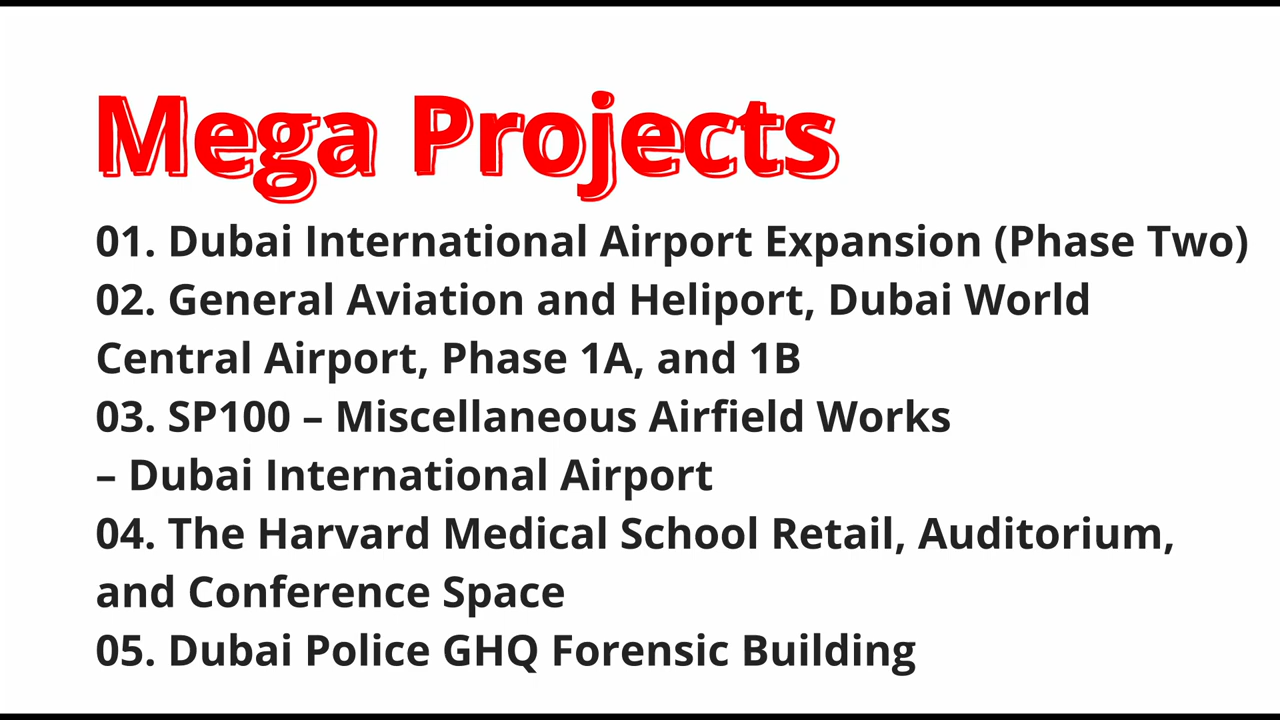 Mega Projects
01. Dubai International Airport Expansion (Phase Two)
02. General Aviation and Heliport, Dubai World
Central Airport, Phase 1A, and 1B
03. SP100 – Miscellaneous Airfield Works
– Dubai International Airport
04. The Harvard Medical School Retail, Auditorium,
and Conference Space
05. Dubai Police GHQ Forensic Building